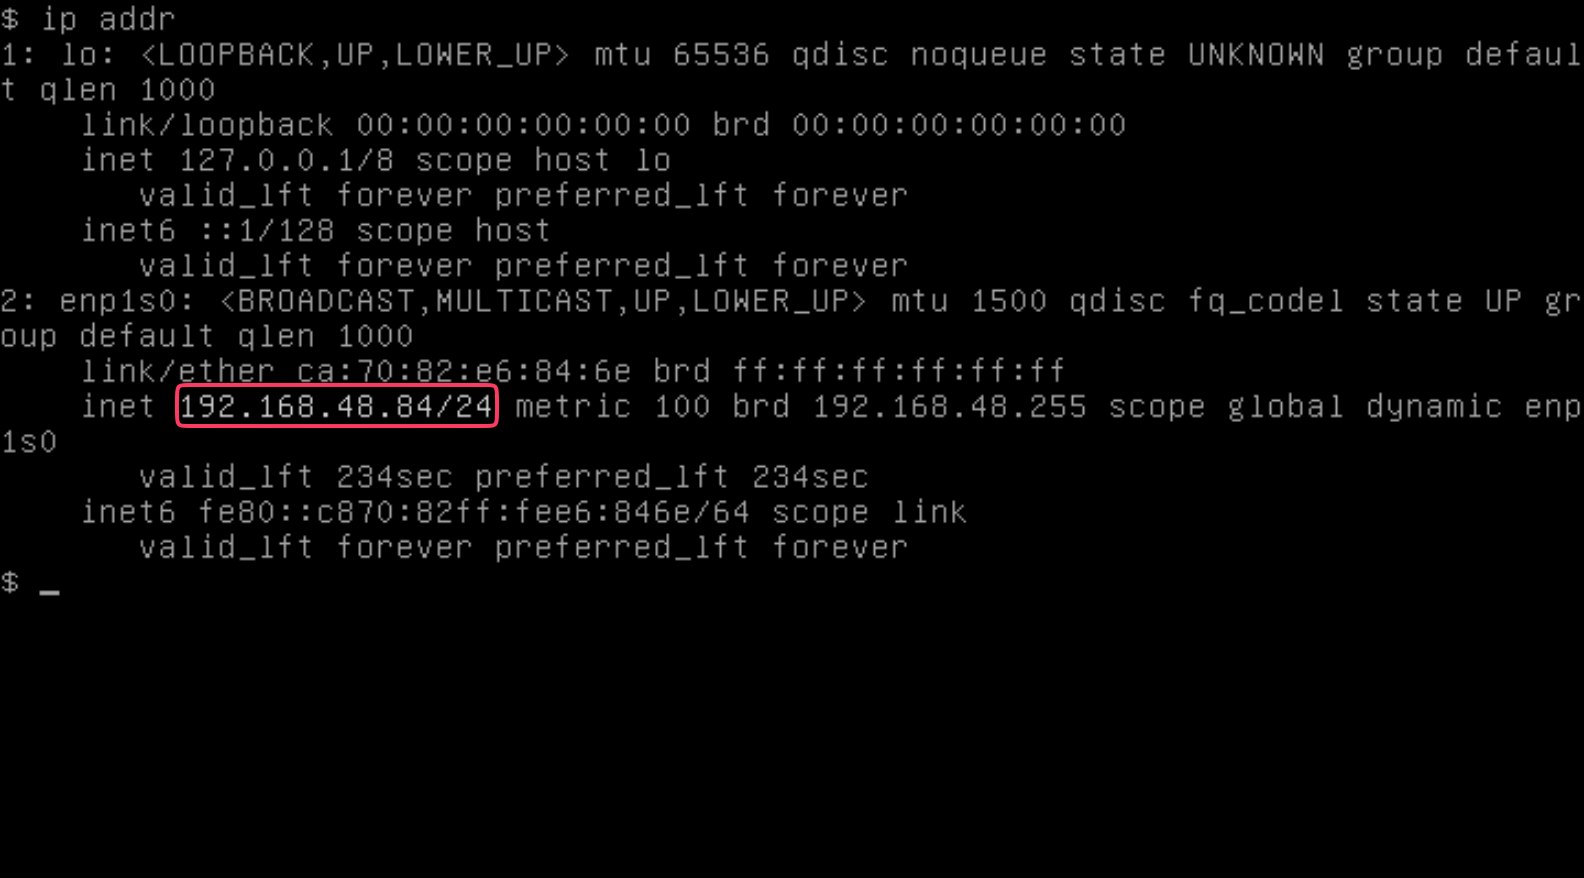 $ ip addr
1: lo: <LOOPBACK,UP,LOWER_UP> mtu 65536 qdisc noqueue state UNKNOWN group defaul
t qlen 1000
    link/loopback 00:00:00:00:00:00 brd 00:00:00:00:00:00
    inet 127.0.0.1/8 scope host lo
       valid_lft forever preferred_lft forever
    inet6 ::1/128 scope host
       valid_lft forever preferred_lft forever
2: enp1s0: <BROADCAST,MULTICAST,UP,LOWER_UP> mtu 1500 qdisc fq_codel state UP gr
oup default qlen 1000
    link/ether ca:70:82:e6:84:6e brd ff:ff:ff:ff:ff:ff
    inet 192.168.48.84/24 metric 100 brd 192.168.48.255 scope global dynamic enp
1s0
       valid_lft 234sec preferred_lft 234sec
    inet6 fe80::c870:82ff:fee6:846e/64 scope link
       valid_lft forever preferred_lft forever
$ _